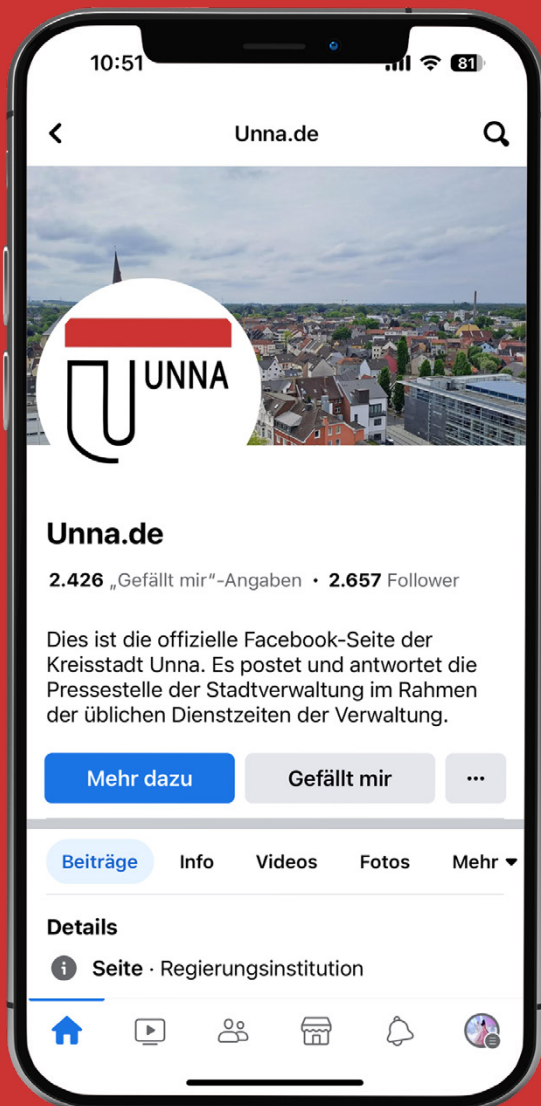 10:51
81
Unna.de
UNNA
Unna.de
2.426 „Gefällt mir"-Angaben • 2.657 Follower
Dies ist die offizielle Facebook-Seite der
Kreisstadt Unna. Es postet und antwortet die
Pressestelle der Stadtverwaltung im Rahmen
der üblichen Dienstzeiten der Verwaltung.
Mehr dazu
Gefällt mir
...
Beiträge Info Videos Fotos Mehr
Details
Seite · Regierungsinstitution